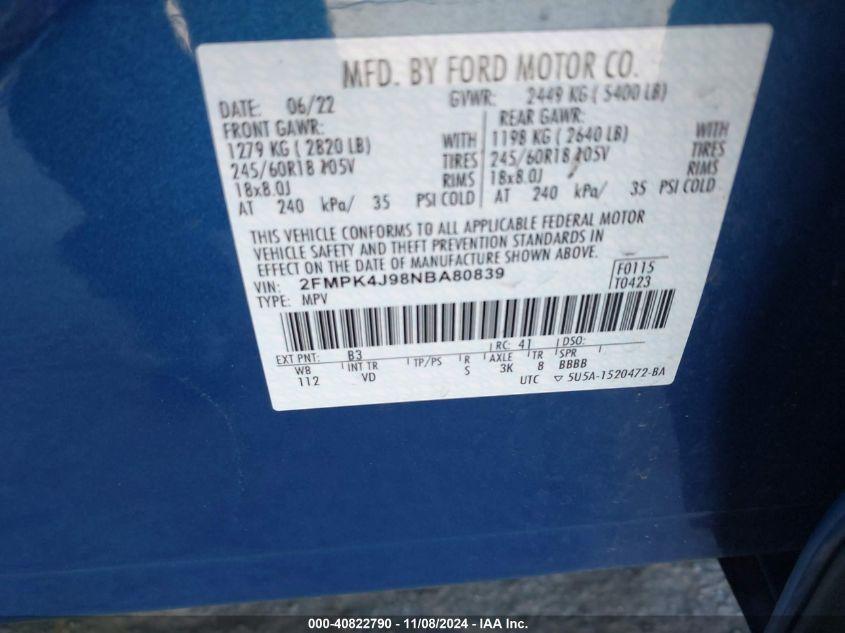 MFD. BY FORD MOTOR CO.
DATE: 06/22 GVWR: 2449 KG ( 5400 LB)
FRONT GAWR: REAR GAWR:
1279 KG ( 2820 LB) WITH 1198 KG ( 2640 LB) WITH
245/60R18 105V TIRES 245/60R18 105V TIRES
18x8.0J RIMS 18x8.0J RIMS
AT 240 kPa/ 35 PSI COLD AT 240 kPa/ 35 PSI COLD
THIS VEHICLE CONFORMS TO ALL APPLICABLE FEDERAL MOTOR
VEHICLE SAFETY AND THEFT PREVENTION STANDARDS IN
EFFECT ON THE DATE OF MANUFACTURE SHOWN ABOVE.
VIN: 2FMPK4J98NBA80839 F0115
TYPE: MPV T0423
EXT PNT: B3 RC: 41 DSO:
WB INT TR TP/PS R AXLE TR SPR
112 VD S 3K 8 BBBB
UTC ▽ 5U5A-1520472-BA
000-40822790 - 11/08/2024 - IAA Inc.